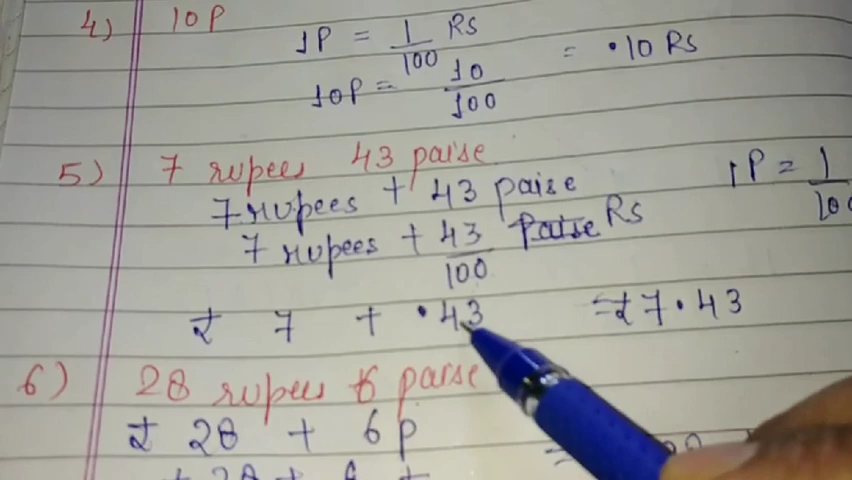 4) 10P
1P = 1/100 Rs
10P = 10/100 = .10 Rs
5) 7 rupees 43 paise
7 rupees + 43 paise 1P = 1/100
7 rupees + 43/100 Rs
₹ 7 + .43 = ₹ 7.43
6) 28 rupees 6 paise
₹ 28 + 6p